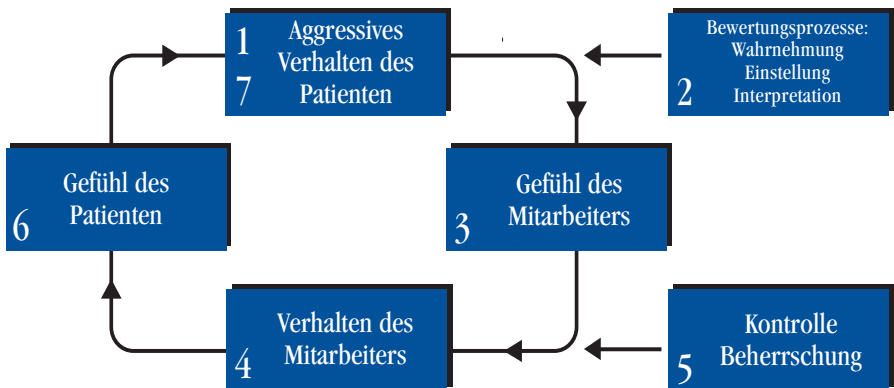 1
7
Aggressives
Verhalten des
Patienten
2
Bewertungsprozesse:
Wahrnehmung
Einstellung
Interpretation
6
Gefühl des
Patienten
3
Gefühl des
Mitarbeiters
4
Verhalten des
Mitarbeiters
5
Kontrolle
Beherrschung